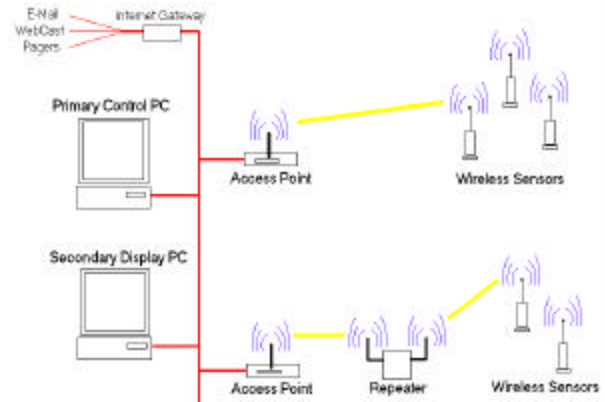 E-Mail
Internet Gateway
WebCast
Pagers
Primary Control PC
Access Point
Wireless Sensors
Secondary Display PC
Access Point
Repeater
Wireless Sensors